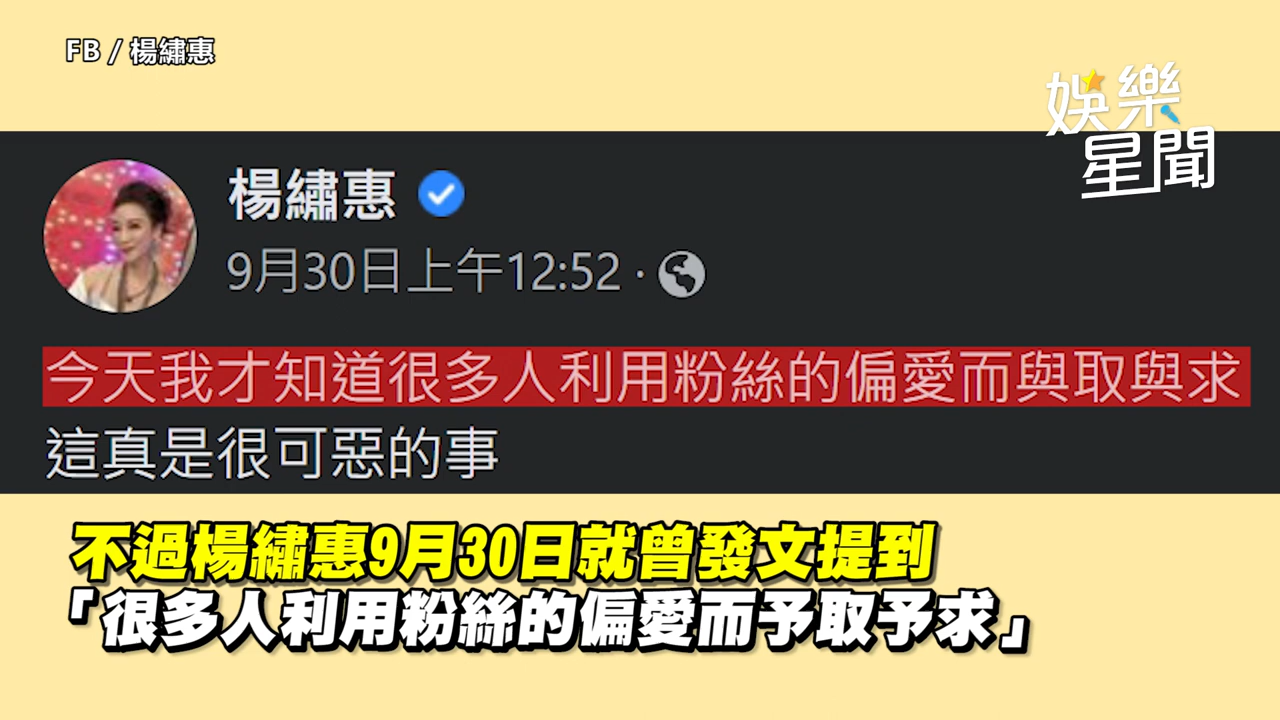 FB / 楊繡惠
娛樂
星聞
楊繡惠
9月30日上午12:52 ·
今天我才知道很多人利用粉絲的偏愛而與取與求
這真是很可惡的事
不過楊繡惠9月30日就曾發文提到
「很多人利用粉絲的偏愛而予取予求」